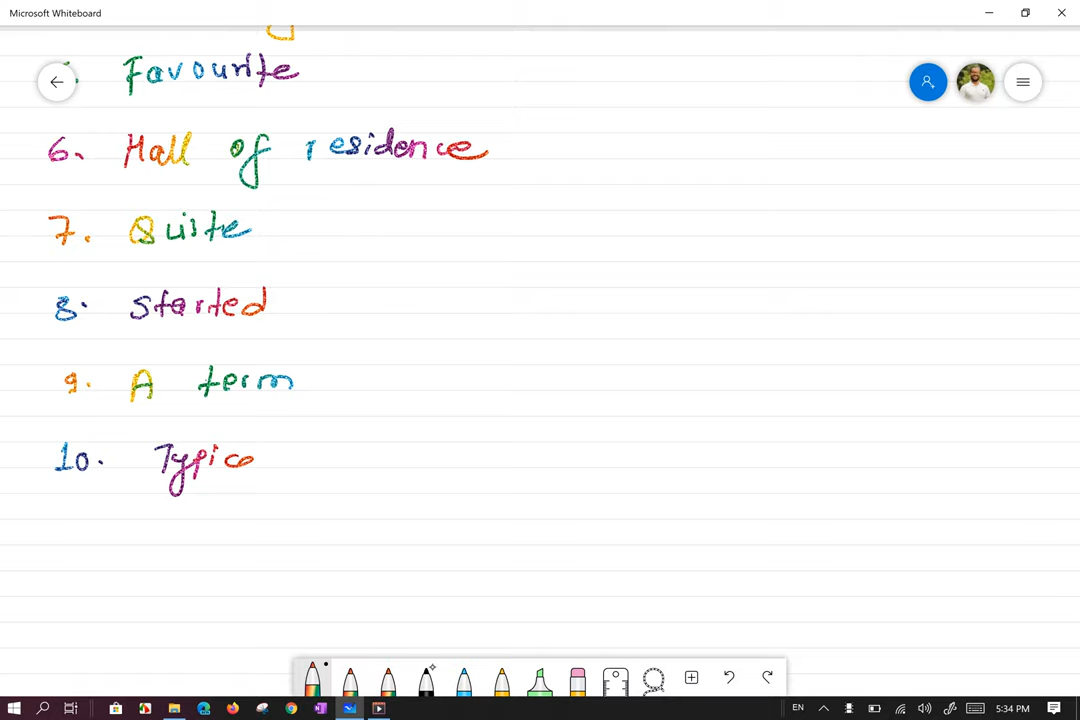 Microsoft Whiteboard
Favourite
6. Hall of residence
7. Quite
8. started
9. A term
10. Typica
EN
5:34 PM